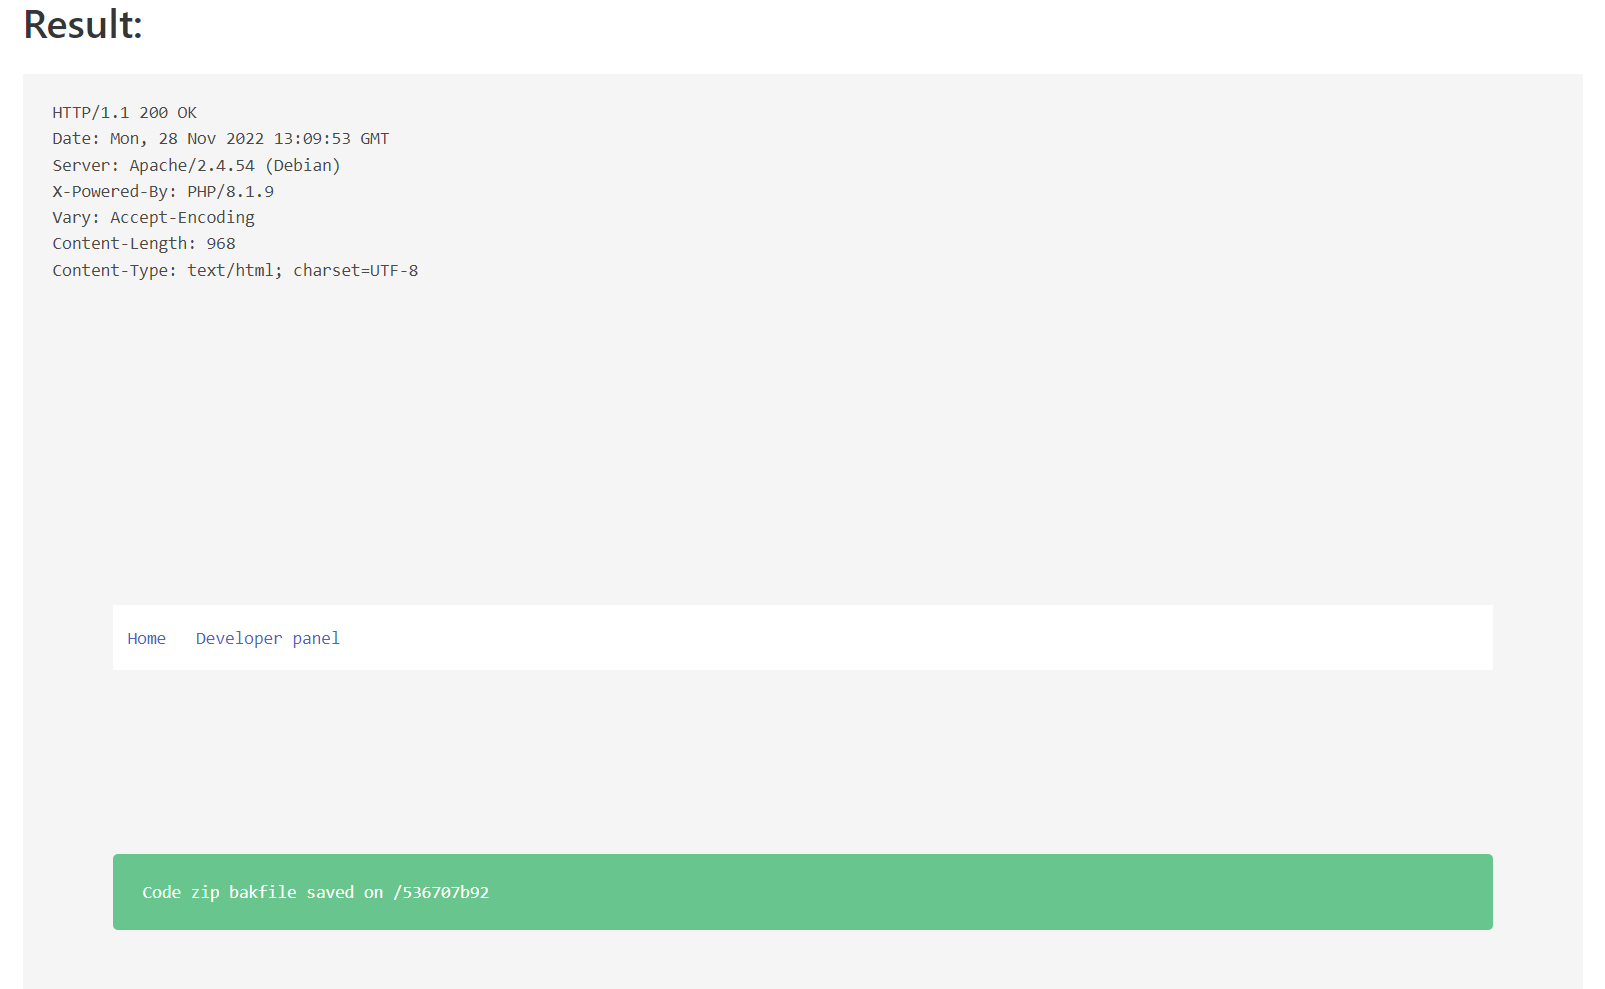 Result:
HTTP/1.1 200 OK
Date: Mon, 28 Nov 2022 13:09:53 GMT
Server: Apache/2.4.54 (Debian)
X-Powered-By: PHP/8.1.9
Vary: Accept-Encoding
Content-Length: 968
Content-Type: text/html; charset=UTF-8
Home Developer panel
Code zip bakfile saved on /536707b92